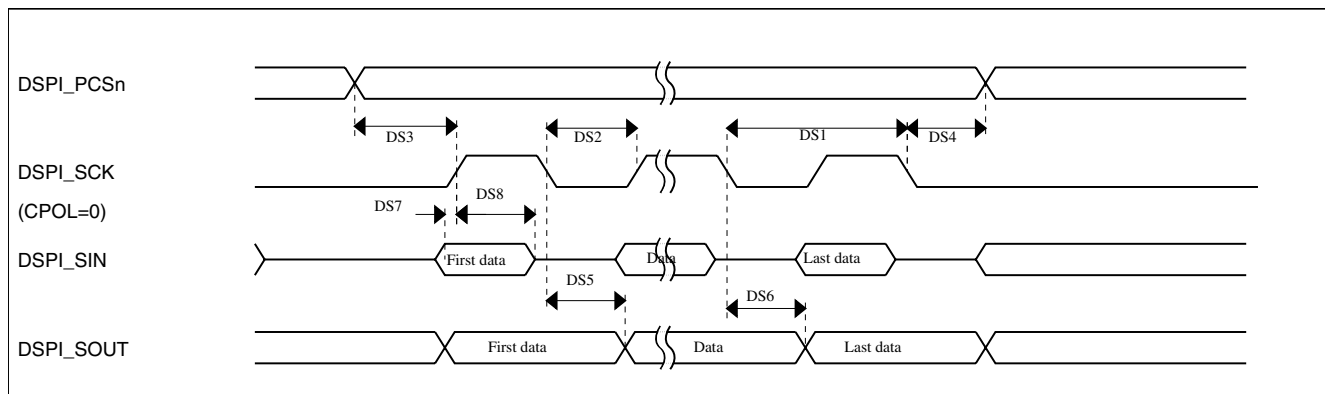 DSPI_PCSn
DS3
DS2
DS1
DS4
DSPI_SCK
(CPOL=0)
DS7
DS8
DSPI_SIN
First data
Data
Last data
DS5
DS6
DSPI_SOUT
First data
Data
Last data